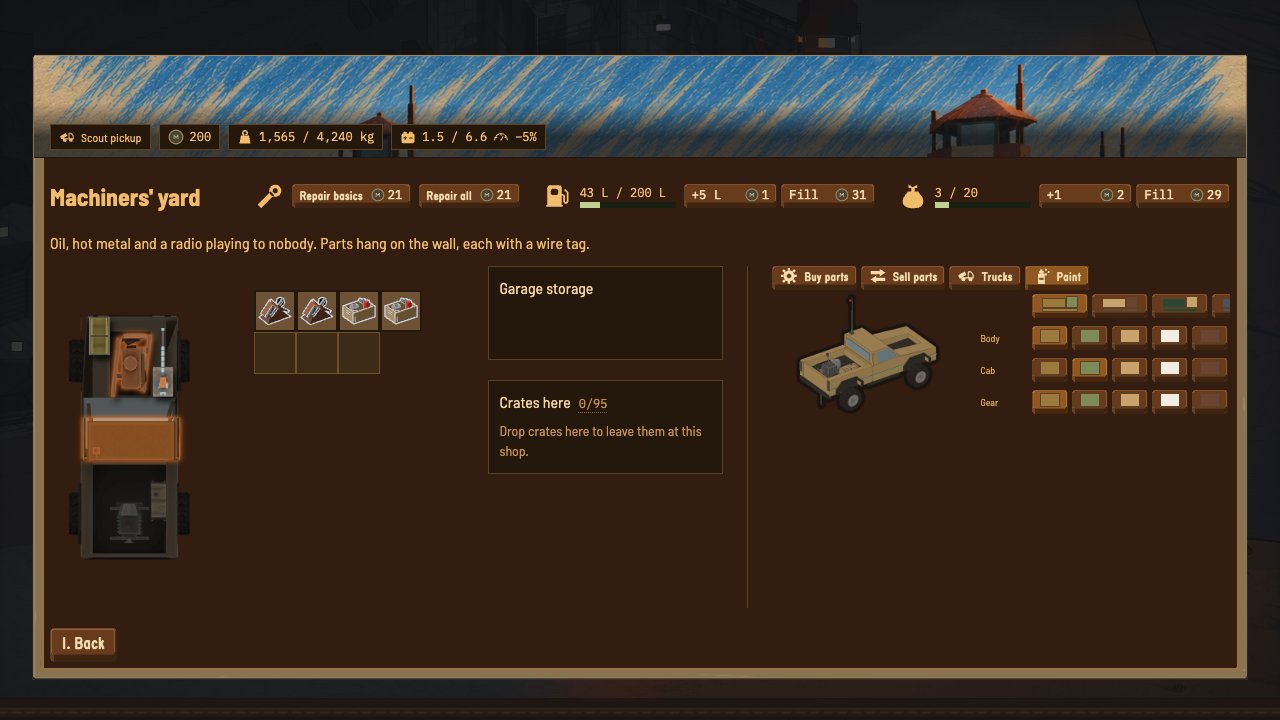 Scout pickup
M 200
1,565 / 4,240 kg
1.5 / 6.6 -5%
Machiners' yard
Repair basics M 21
Repair all M 21
43 L / 200 L
+5 L M 1
Fill M 31
3 / 20
+1 M 2
Fill M 29
Oil, hot metal and a radio playing to nobody. Parts hang on the wall, each with a wire tag.
Garage storage
Crates here 0/95
Drop crates here to leave them at this
shop.
Buy parts
Sell parts
Trucks
Paint
Body
Cab
Gear
1. Back